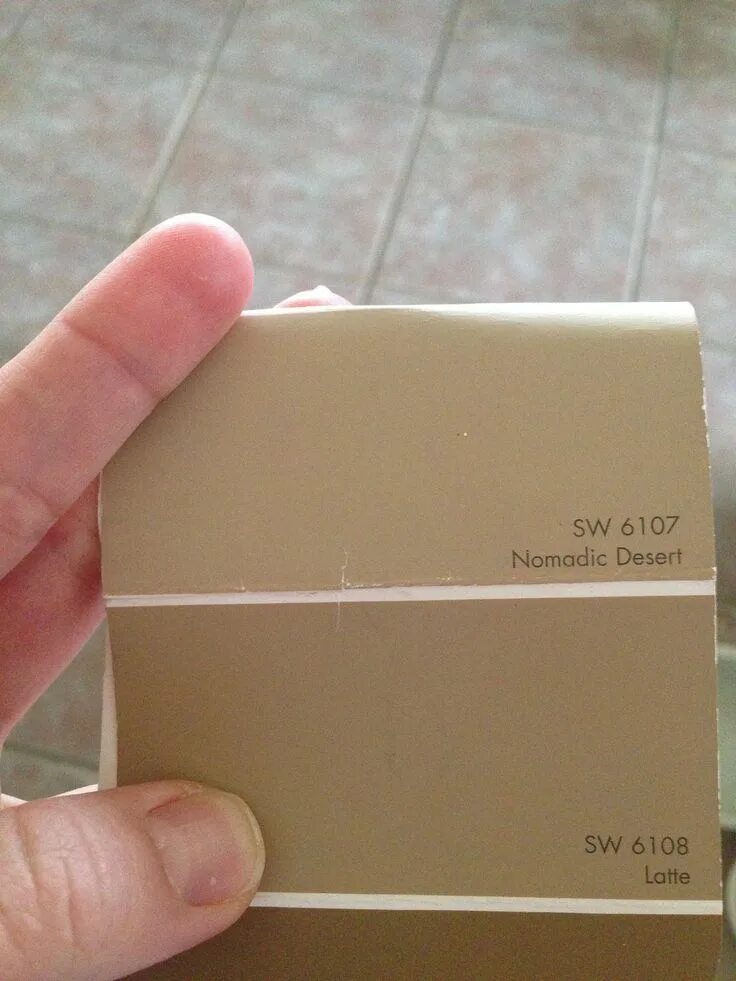 SW 6107
Nomadic Desert
SW 6108
Latte